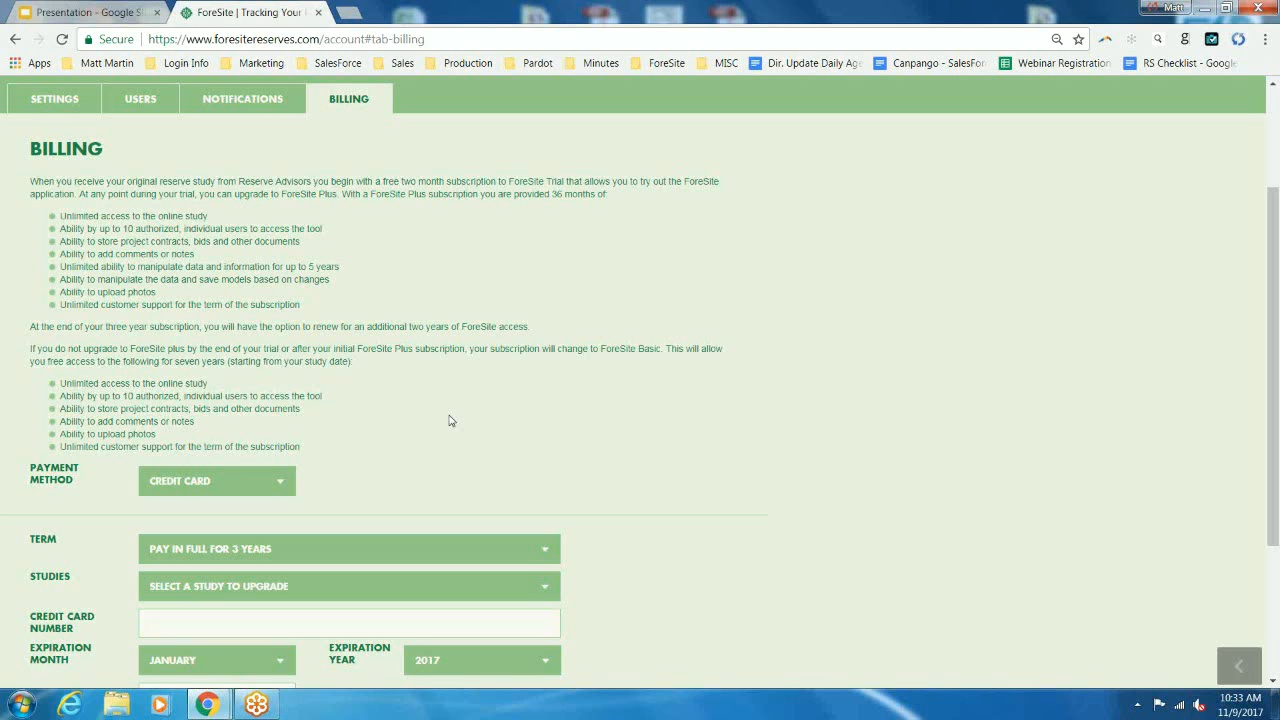 Presentation - Google S
ForeSite | Tracking Your
Matt
Secure
https://www.foresitereserves.com/account#tab-billing
Apps
Matt Martin
Login Info
Marketing
SalesForce
Sales
Production
Pardot
Minutes
ForeSite
MISC
Dir. Update Daily Age
Canpango - SalesFor
Webinar Registration
RS Checklist - Google
SETTINGS
USERS
NOTIFICATIONS
BILLING
BILLING
When you receive your original reserve study from Reserve Advisors you begin with a free two month subscription to ForeSite Trial that allows you to try out the ForeSite
application. At any point during your trial, you can upgrade to ForeSite Plus. With a ForeSite Plus subscription you are provided 36 months of:
Unlimited access to the online study
Ability by up to 10 authorized, individual users to access the tool
Ability to store project contracts, bids and other documents
Ability to add comments or notes
Unlimited ability to manipulate data and information for up to 5 years
Ability to manipulate the data and save models based on changes
Ability to upload photos
Unlimited customer support for the term of the subscription
At the end of your three year subscription, you will have the option to renew for an additional two years of ForeSite access.
If you do not upgrade to ForeSite plus by the end of your trial or after your initial ForeSite Plus subscription, your subscription will change to ForeSite Basic. This will allow
you free access to the following for seven years (starting from your study date):
Unlimited access to the online study
Ability by up to 10 authorized, individual users to access the tool
Ability to store project contracts, bids and other documents
Ability to add comments or notes
Ability to upload photos
Unlimited customer support for the term of the subscription
PAYMENT
METHOD
CREDIT CARD
TERM
PAY IN FULL FOR 3 YEARS
STUDIES
SELECT A STUDY TO UPGRADE
CREDIT CARD
NUMBER
EXPIRATION
MONTH
JANUARY
EXPIRATION
YEAR
2017
10:33 AM
11/9/2017